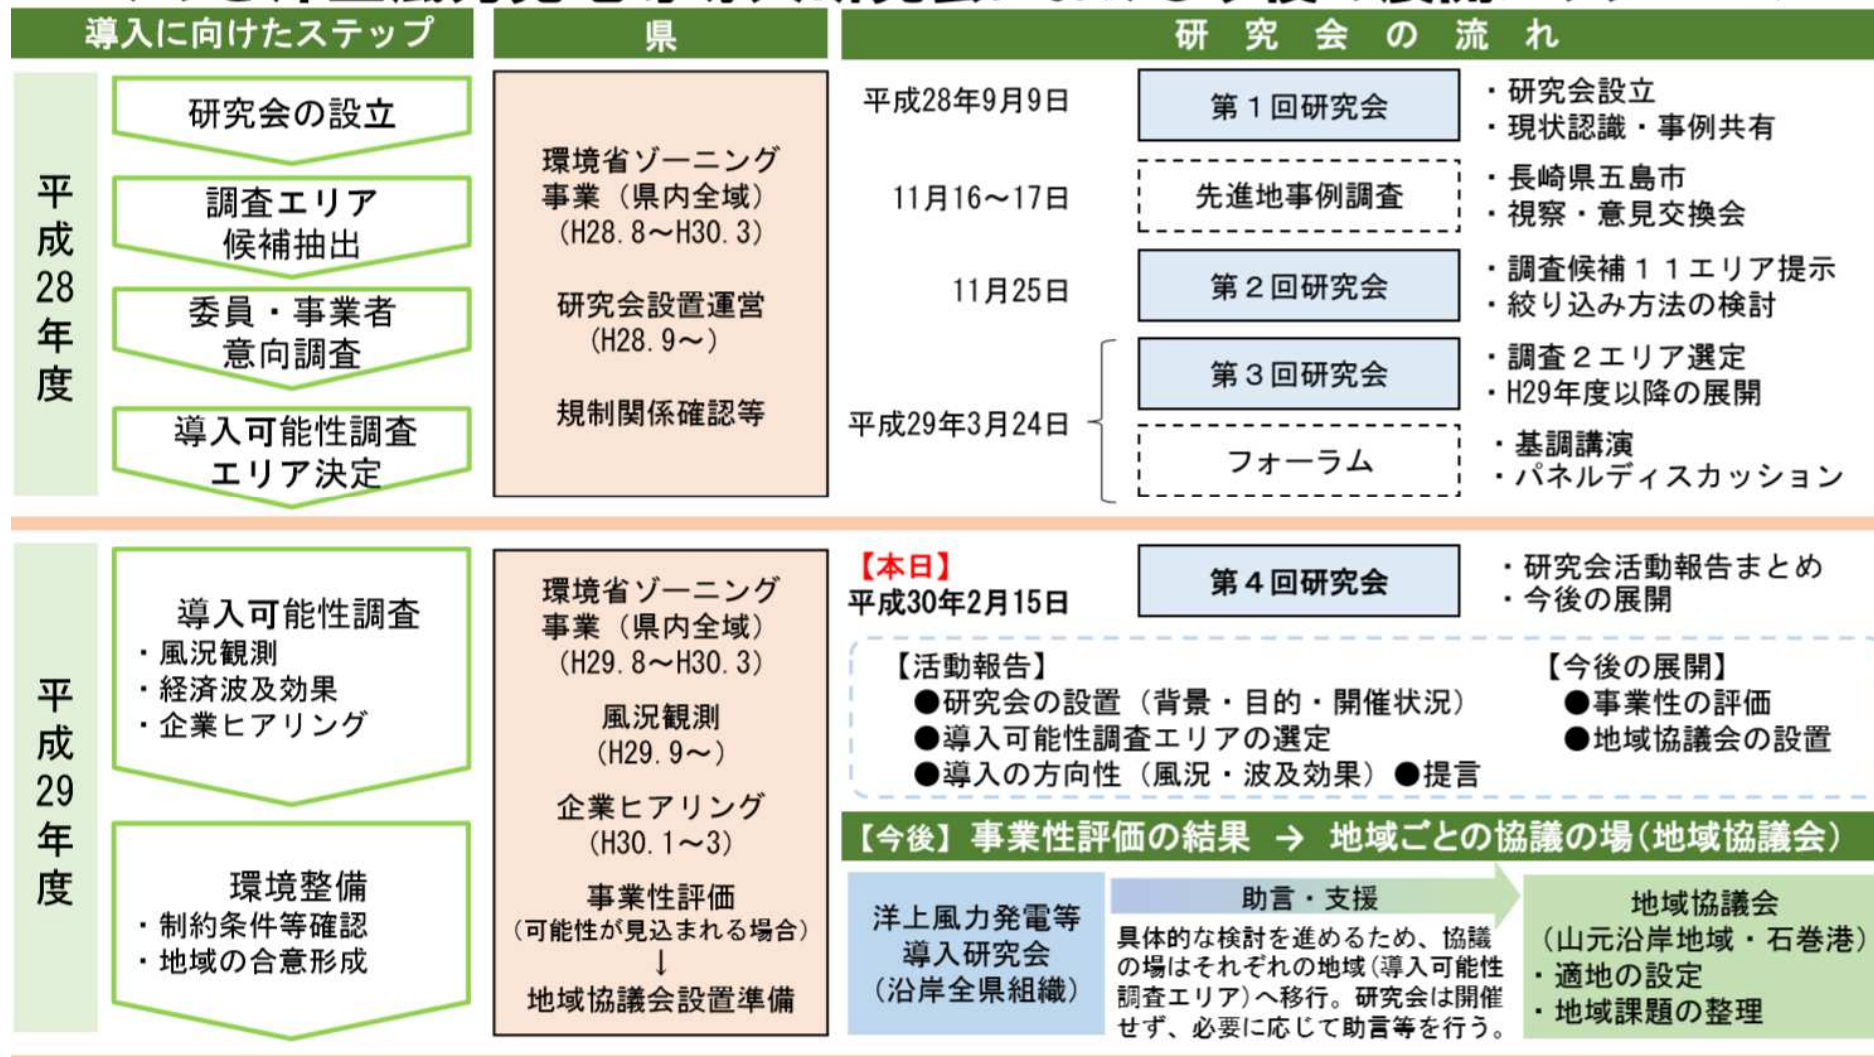 導入に向けたステップ
県
研究会の流れ
平成28年度
研究会の設立
調査エリア
候補抽出
委員・事業者
意向調査
導入可能性調査
エリア決定
環境省ゾーニング
事業（県内全域）
(H28.8～H30.3)
研究会設置運営
(H28.9～)
規制関係確認等
平成28年9月9日
第１回研究会
・研究会設立
・現状認識・事例共有
11月16～17日
先進地事例調査
・長崎県五島市
・視察・意見交換会
11月25日
第２回研究会
・調査候補１１エリア提示
・絞り込み方法の検討
平成29年3月24日
第３回研究会
・調査２エリア選定
・H29年度以降の展開
フォーラム
・基調講演
・パネルディスカッション
平成29年度
導入可能性調査
・風況観測
・経済波及効果
・企業ヒアリング
環境整備
・制約条件等確認
・地域の合意形成
環境省ゾーニング
事業（県内全域）
(H29.8～H30.3)
風況観測
(H29.9～)
企業ヒアリング
(H30.1～3)
事業性評価
(可能性が見込まれる場合)
↓
地域協議会設置準備
【本日】
平成30年2月15日
第４回研究会
・研究会活動報告まとめ
・今後の展開
【活動報告】
●研究会の設置（背景・目的・開催状況）
●導入可能性調査エリアの選定
●導入の方向性（風況・波及効果）●提言
【今後の展開】
●事業性の評価
●地域協議会の設置
【今後】事業性評価の結果 → 地域ごとの協議の場(地域協議会)
洋上風力発電等
導入研究会
(沿岸全県組織)
助言・支援
具体的な検討を進めるため、協議
の場はそれぞれの地域(導入可能性
調査エリア)へ移行。研究会は開催
せず、必要に応じて助言等を行う。
地域協議会
(山元沿岸地域・石巻港)
・適地の設定
・地域課題の整理